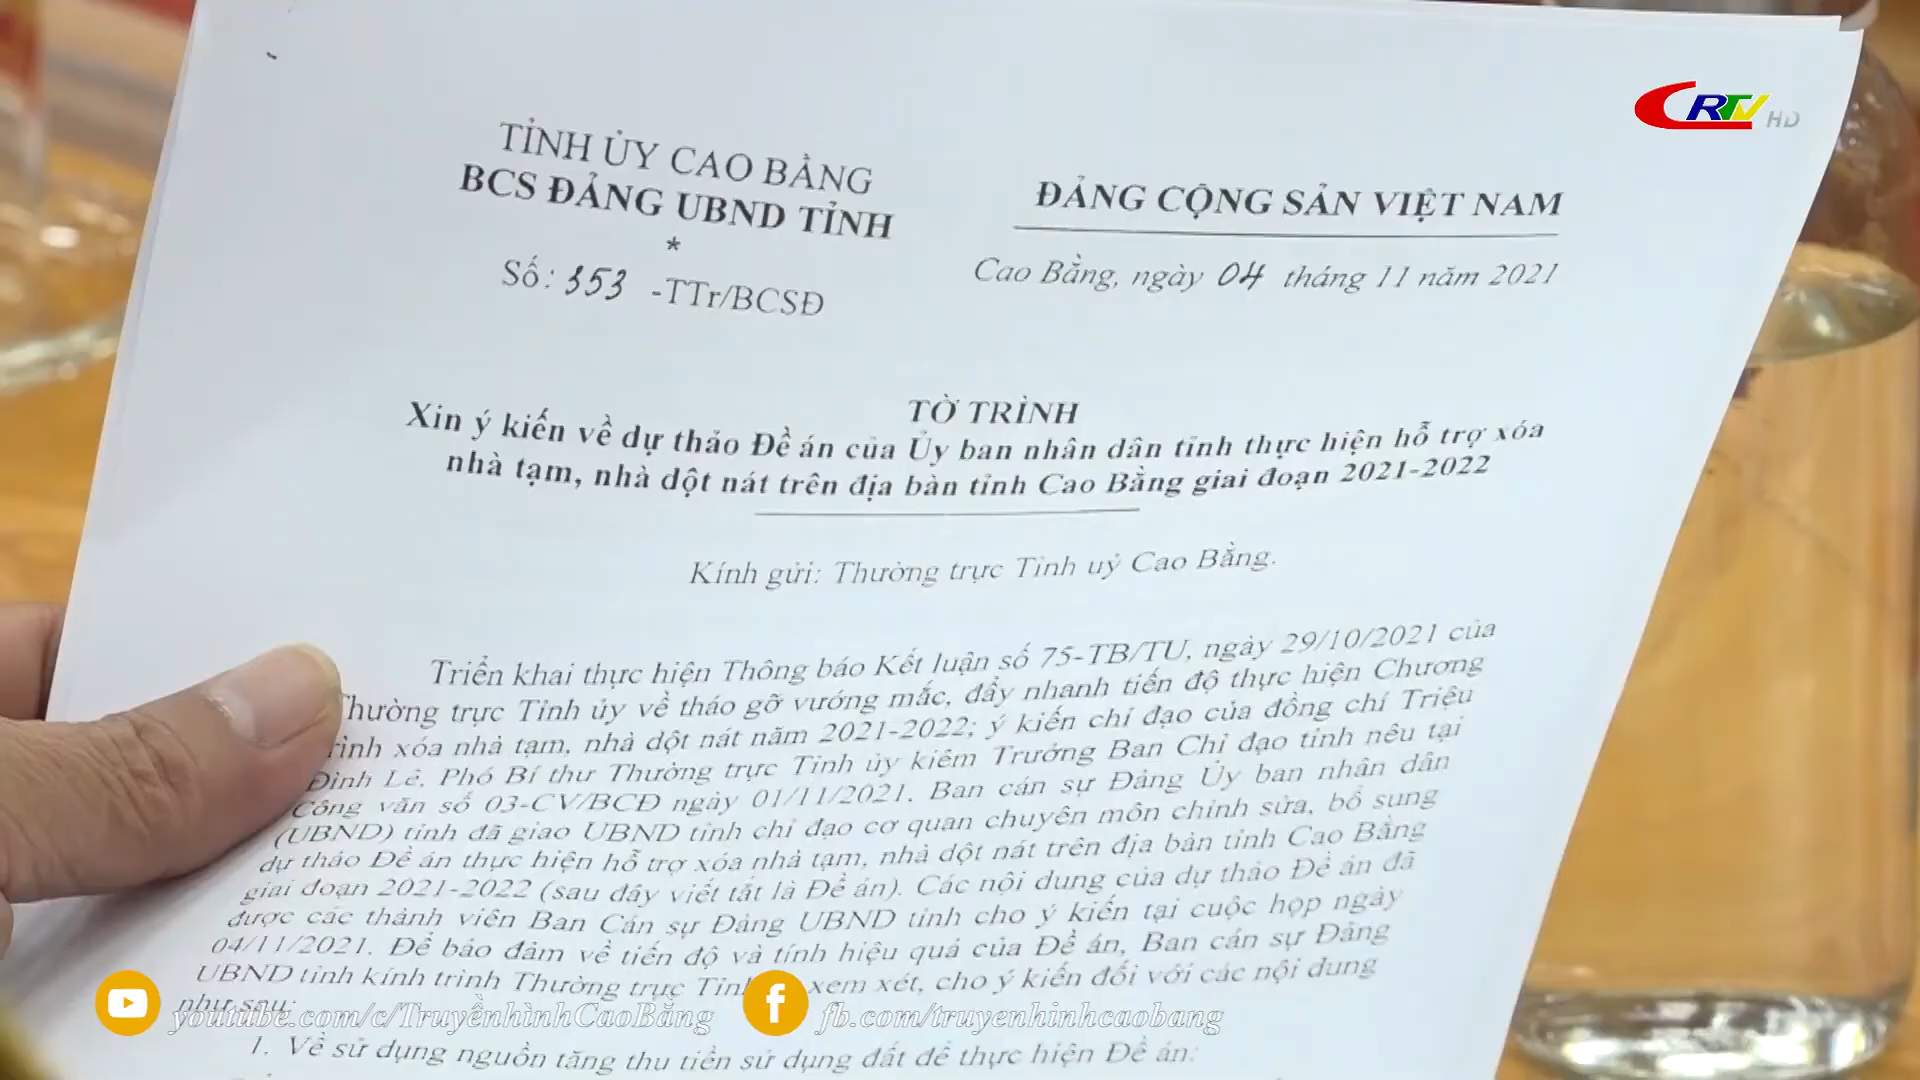 TỈNH ỦY CAO BẰNG
BCS ĐẢNG UBND TỈNH
*
Số: 353 -TTr/BCSĐ
ĐẢNG CỘNG SẢN VIỆT NAM
Cao Bằng, ngày 04 tháng 11 năm 2021
CRTV HD
TỜ TRÌNH
Xin ý kiến về dự thảo Đề án của Ủy ban nhân dân tỉnh thực hiện hỗ trợ xóa
nhà tạm, nhà dột nát trên địa bàn tỉnh Cao Bằng giai đoạn 2021-2022
Kính gửi: Thường trực Tỉnh uỷ Cao Bằng.
Triển khai thực hiện Thông báo Kết luận số 75-TB/TU, ngày 29/10/2021 của
Thường trực Tỉnh ủy về tháo gỡ vướng mắc, đẩy nhanh tiến độ thực hiện Chương
rình xóa nhà tạm, nhà dột nát năm 2021-2022; ý kiến chỉ đạo của đồng chí Triệu
Đình Lê, Phó Bí thư Thường trực Tỉnh ủy kiêm Trưởng Ban Chỉ đạo tỉnh nêu tại
Công văn số 03-CV/BCĐ ngày 01/11/2021. Ban cán sự Đảng Ủy ban nhân dân
(UBND) tỉnh đã giao UBND tỉnh chỉ đạo cơ quan chuyên môn chỉnh sửa, bổ sung
dự thảo Đề án thực hiện hỗ trợ xóa nhà tạm, nhà dột nát trên địa bàn tỉnh Cao Bằng
giai đoạn 2021-2022 (sau đây viết tắt là Đề án). Các nội dung của dự thảo Đề án đã
được các thành viên Ban Cán sự Đảng UBND tỉnh cho ý kiến tại cuộc họp ngày
04/11/2021. Để bảo đảm về tiến độ và tính hiệu quả của Đề án, Ban cán sự Đảng
UBND tỉnh kính trình Thường trực Tỉnh xem xét, cho ý kiến đối với các nội dung
như sau:
youtube.com/c/TruyềnhìnhCaoBằng
fb.com/truyenhinhcaobang
1. Về sử dụng nguồn tăng thu tiền sử dụng đất để thực hiện Đề án: